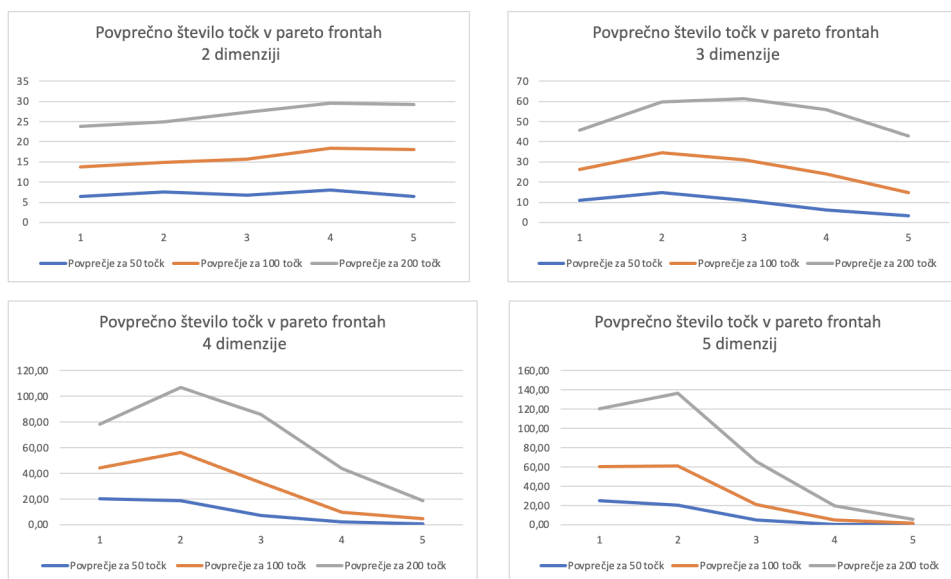 Povprečno število točk v pareto frontah
2 dimenziji
35
30
25
20
15
10
5
0
1 2 3 4 5
Povprečje za 50 točk Povprečje za 100 točk Povprečje za 200 točk
Povprečno število točk v pareto frontah
3 dimenzije
70
60
50
40
30
20
10
0
1 2 3 4 5
Povprečje za 50 točk Povprečje za 100 točk Povprečje za 200 točk
Povprečno število točk v pareto frontah
4 dimenzije
120,00
100,00
80,00
60,00
40,00
20,00
0,00
1 2 3 4 5
Povprečje za 50 točk Povprečje za 100 točk Povprečje za 200 točk
Povprečno število točk v pareto frontah
5 dimenzij
160,00
140,00
120,00
100,00
80,00
60,00
40,00
20,00
0,00
1 2 3 4 5
Povprečje za 50 točk Povprečje za 100 točk Povprečje za 200 točk